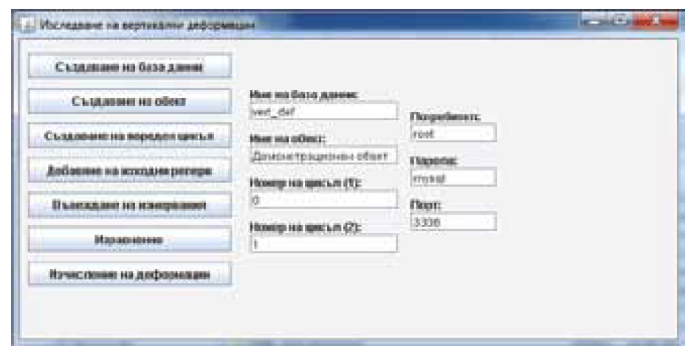 Изследване на вертикални деформации
Създаване на база данни
Създаване на обект
Създаване на пореден цикъл
Добавяне на изходни репери
Въвеждане на измервания
Изравнение
Изчисление на деформации
Име на база данни:
vert_def
Име на обект:
Демонстрационен обект
Номер на цикъл (1):
0
Номер на цикъл (2):
1
Потребител:
root
Парола:
mysql
Порт:
3306